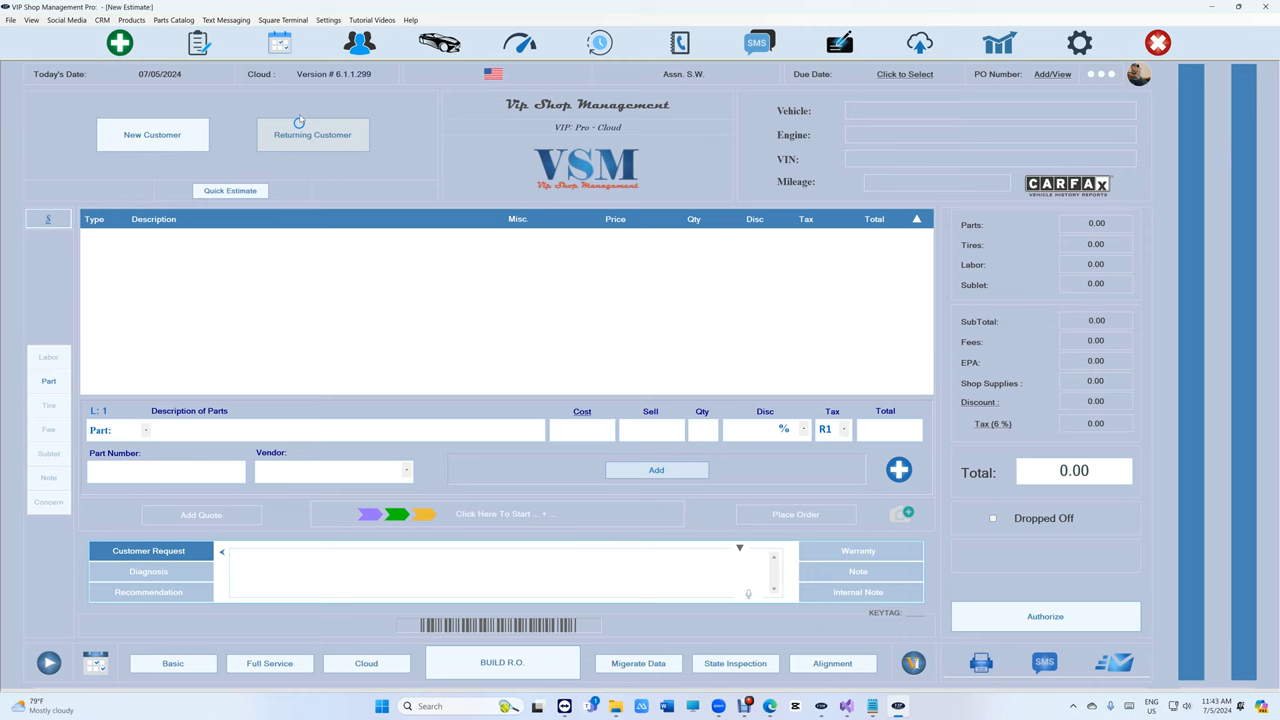 VIP Shop Management Pro: - [New Estimate:]
File View Social Media CRM Products Parts Catalog Text Messaging Square Terminal Settings Tutorial Videos Help
SMS
Today's Date: 07/05/2024 Cloud : Version # 6.1.1.299 Assn. S.W. Due Date: Click to Select PO Number: Add/View
New Customer Returning Customer
Quick Estimate
Vip Shop Management
VIP: Pro - Cloud
VSM
Vip Shop Management
Vehicle:
Engine:
VIN:
Mileage:
CARFAX
VEHICLE HISTORY REPORTS
S
Type Description Misc. Price Qty Disc Tax Total
Labor
Part
Tire
Fee
Sublet
Note
Concern
L: 1 Description of Parts Cost Sell Qty Disc Tax Total
Part: % R1
Part Number: Vendor:
Add
Add Quote Click Here To Start ... + ... Place Order
Customer Request
Diagnosis
Recommendation
Warranty
Note
Internal Note
KEYTAG:
Parts: 0.00
Tires: 0.00
Labor: 0.00
Sublet: 0.00
SubTotal: 0.00
Fees: 0.00
EPA: 0.00
Shop Supplies : 0.00
Discount : 0.00
Tax (6 %) 0.00
Total: 0.00
Dropped Off
Authorize
Basic Full Service Cloud BUILD R.O. Migerate Data State Inspection Alignment
SMS
79°F
Mostly cloudy
Search
ENG
US
11:43 AM
7/5/2024